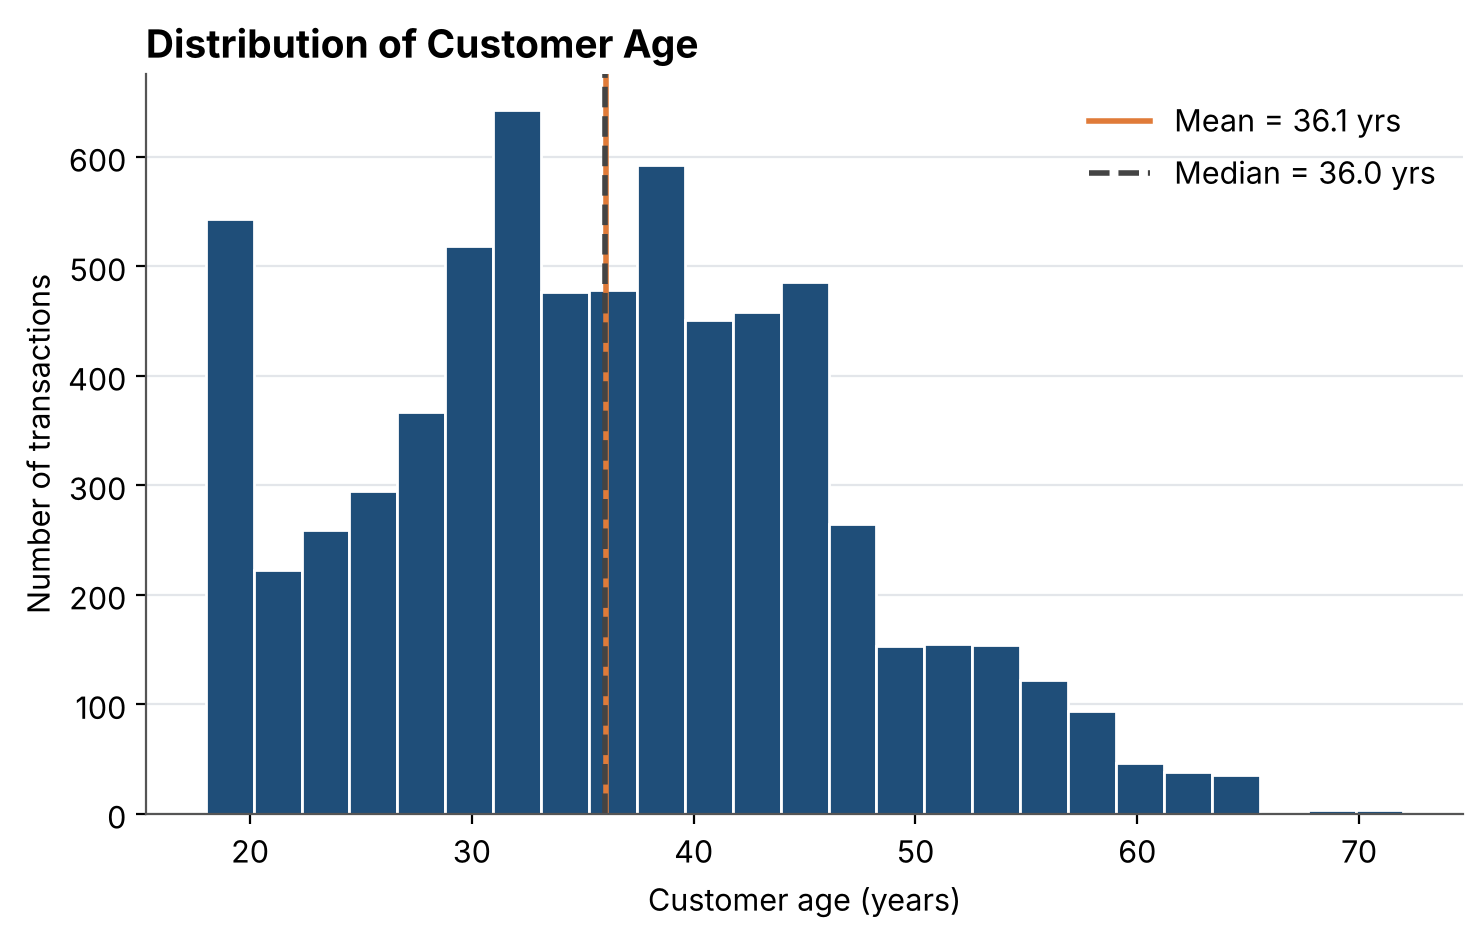 Distribution of Customer Age
Mean = 36.1 yrs
Median = 36.0 yrs
Number of transactions
600
500
400
300
200
100
0
20 30 40 50 60 70
Customer age (years)